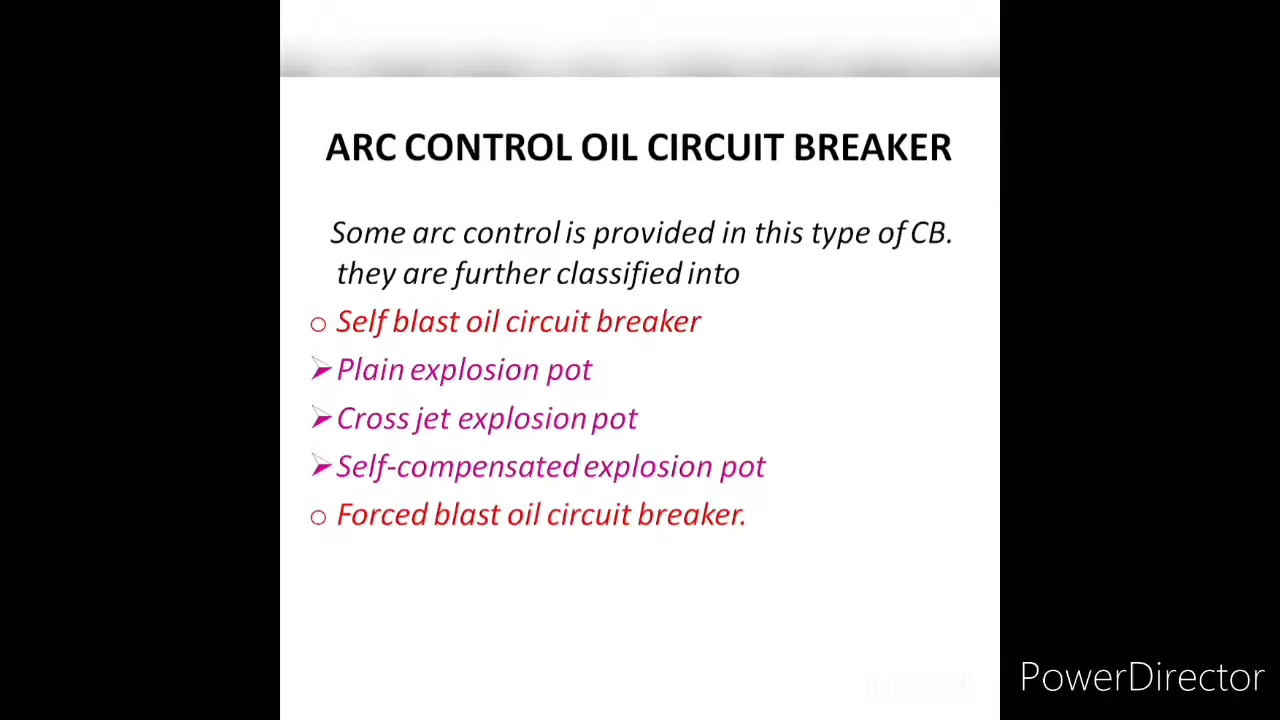 ARC CONTROL OIL CIRCUIT BREAKER
Some arc control is provided in this type of CB.
they are further classified into
Self blast oil circuit breaker
Plain explosion pot
Cross jet explosion pot
Self-compensated explosion pot
Forced blast oil circuit breaker.
PowerDirector